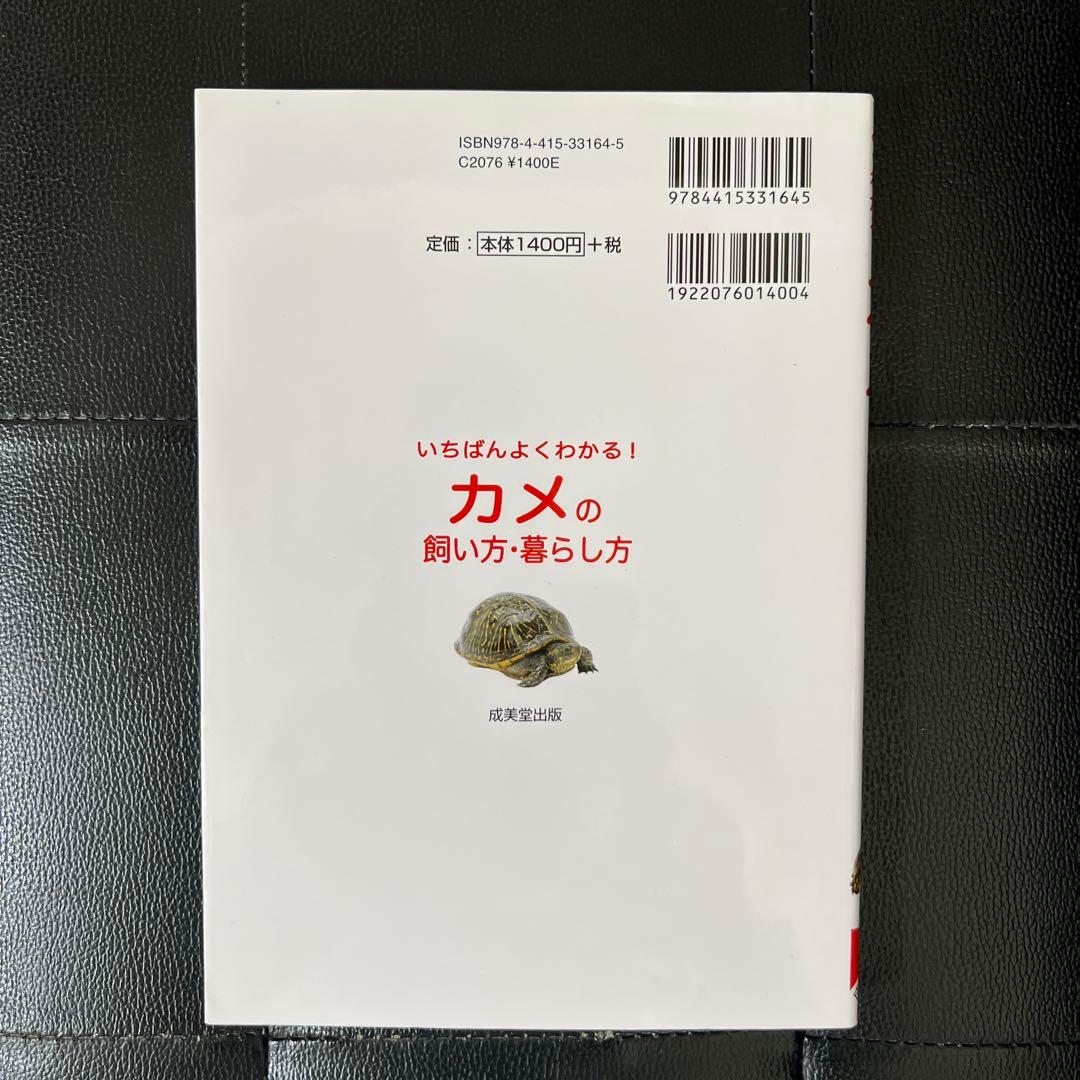 ISBN978-4-415-33164-5
C2076 ¥1400E
9784415331645
定価：本体1400円+税
1922076014004
いちばんよくわかる！
カメの
飼い方・暮らし方
成美堂出版